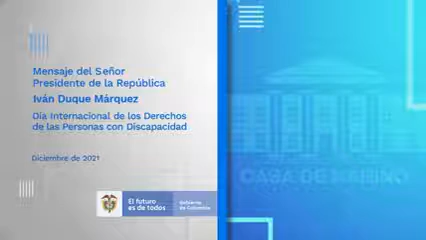 Mensaje del Señor
Presidente de la República
Iván Duque Márquez
Día Internacional de los Derechos
de las Personas con Discapacidad
Diciembre de 2021
El futuro
es de todos
Gobierno
de Colombia
CASA DE NARIÑO